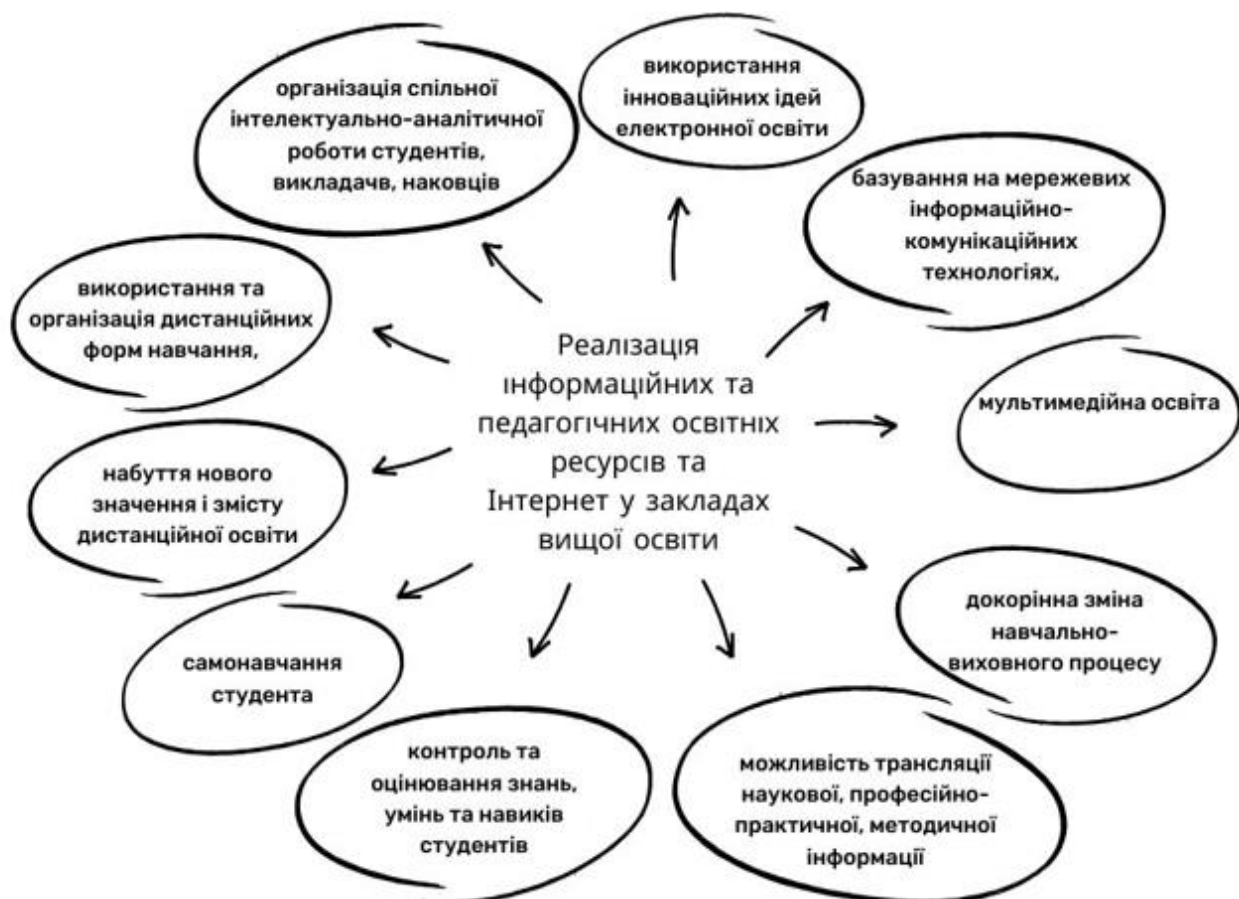 організація спільної
інтелектуально-аналітичної
роботи студентів,
викладачв, наковців
використання
інноваційних ідей
електронної освіти
базування на мережевих
інформаційно-
комунікаційних
технологіях,
використання та
організація дистанційних
форм навчання,
Реалізація
інформаційних та
педагогічних освітніх
ресурсів та
Інтернет у закладах
вищої освіти
мультимедійна освіта
набуття нового
значення і змісту
дистанційної освіти
докорінна зміна
навчально-
виховного процесу
самонавчання
студента
контроль та
оцінювання знань,
умінь та навиків
студентів
можливість трансляції
наукової, професійно-
практичної, методичної
інформації